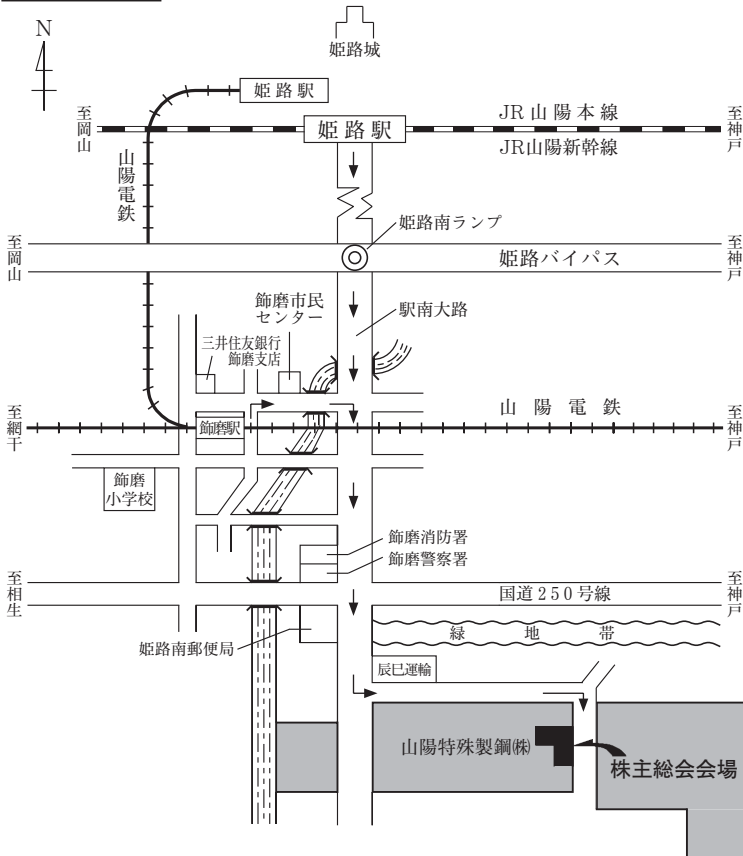 N
姫路城
姫路駅
至岡山
姫路駅
JR山陽本線
JR山陽新幹線
至神戸
山陽電鉄
姫路南ランプ
至岡山
姫路バイパス
至神戸
飾磨市民
センター
駅南大路
三井住友銀行
飾磨支店
至網干
飾磨駅
山陽電鉄
至神戸
飾磨
小学校
飾磨消防署
飾磨警察署
至相生
国道250号線
至神戸
緑地帯
姫路南郵便局
辰巳運輸
山陽特殊製鋼㈱
株主総会会場